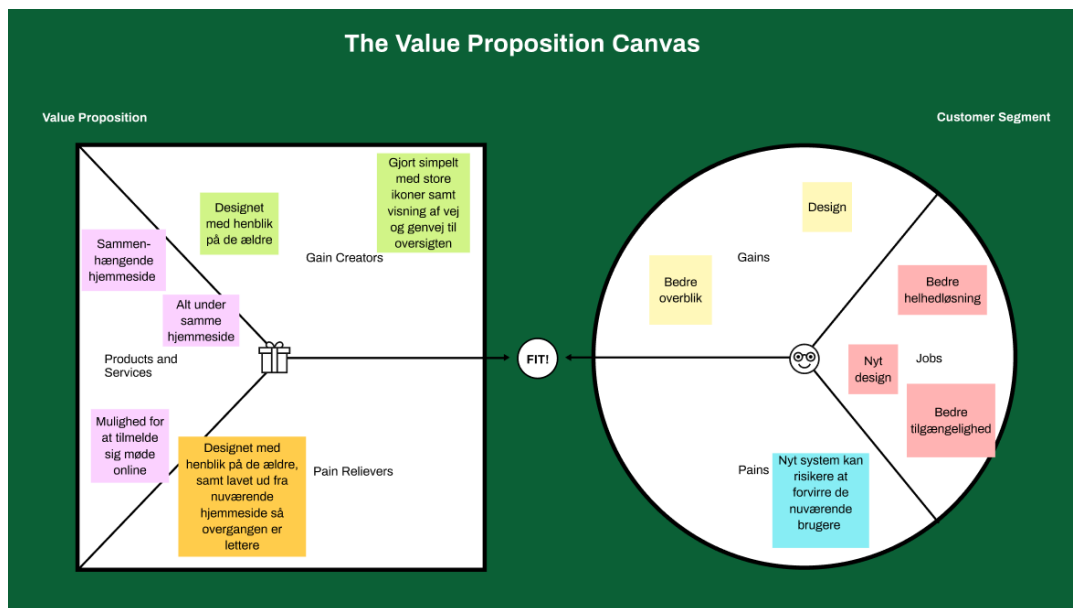 The Value Proposition Canvas
Value Proposition
Customer Segment
Gjort simpelt
med store
ikoner samt
visning af vej
og genvej til
oversigten
Designet
med henblik
på de ældre
Gain Creators
Sammen-
hængende
hjemmeside
Alt under
samme
hjemmeside
Products and
Services
Mulighed for
at tilmelde
sig møde
online
Designet med
henblik på de ældre,
samt lavet ud fra
nuværende
hjemmeside så
overgangen er
lettere
Pain Relievers
FIT!
Design
Gains
Bedre
overblik
Bedre
helhedløsning
Nyt
design
Jobs
Bedre
tilgængelighed
Pains
Nyt system kan
risikere at
forvirre de
nuværende
brugere